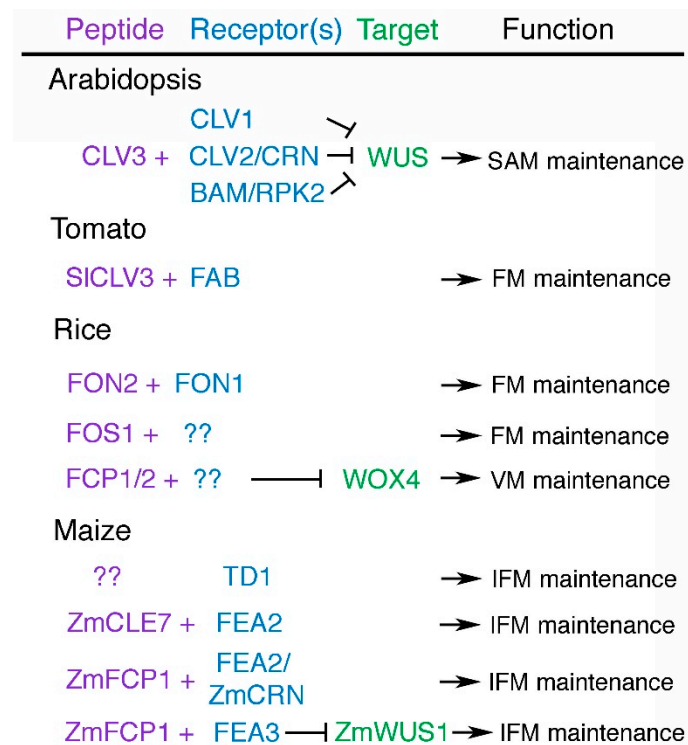 Peptide Receptor(s) Target Function
Arabidopsis
CLV1
CLV3 + CLV2/CRN WUS SAM maintenance
BAM/RPK2
Tomato
SlCLV3 + FAB FM maintenance
Rice
FON2 + FON1 FM maintenance
FOS1 + ?? FM maintenance
FCP1/2 + ?? WOX4 VM maintenance
Maize
?? TD1 IFM maintenance
ZmCLE7 + FEA2 IFM maintenance
FEA2/
ZmFCP1 + IFM maintenance
ZmCRN
ZmFCP1 + FEA3 ZmWUS1 IFM maintenance